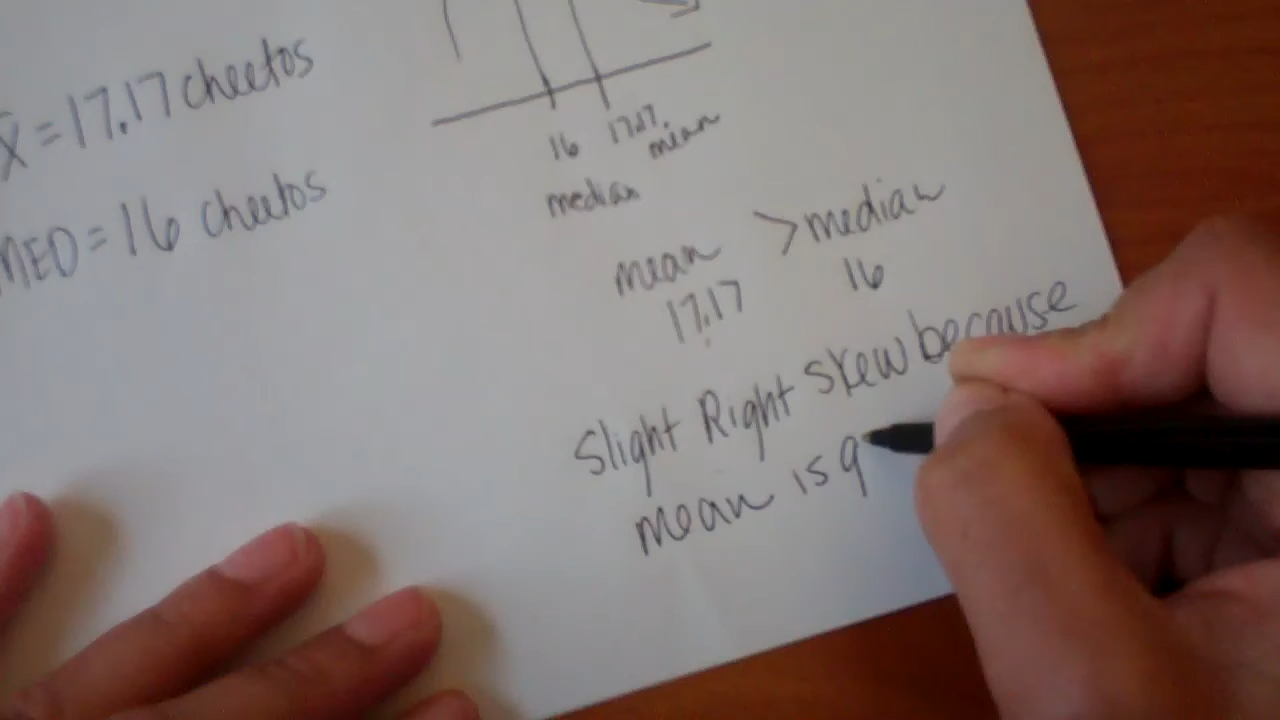 x̄ = 17.17 cheetos
MED = 16 cheetos
16 17.17
median mean
mean > median
17.17 16
Slight Right skew because
mean is g